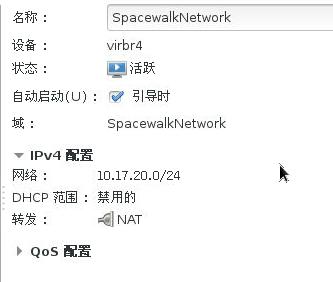 名称： SpacewalkNetwork
设备： virbr4
状态： 活跃
自动启动(U)： 引导时
域： SpacewalkNetwork
IPv4 配置
网络： 10.17.20.0/24
DHCP 范围： 禁用的
转发： NAT
QoS 配置